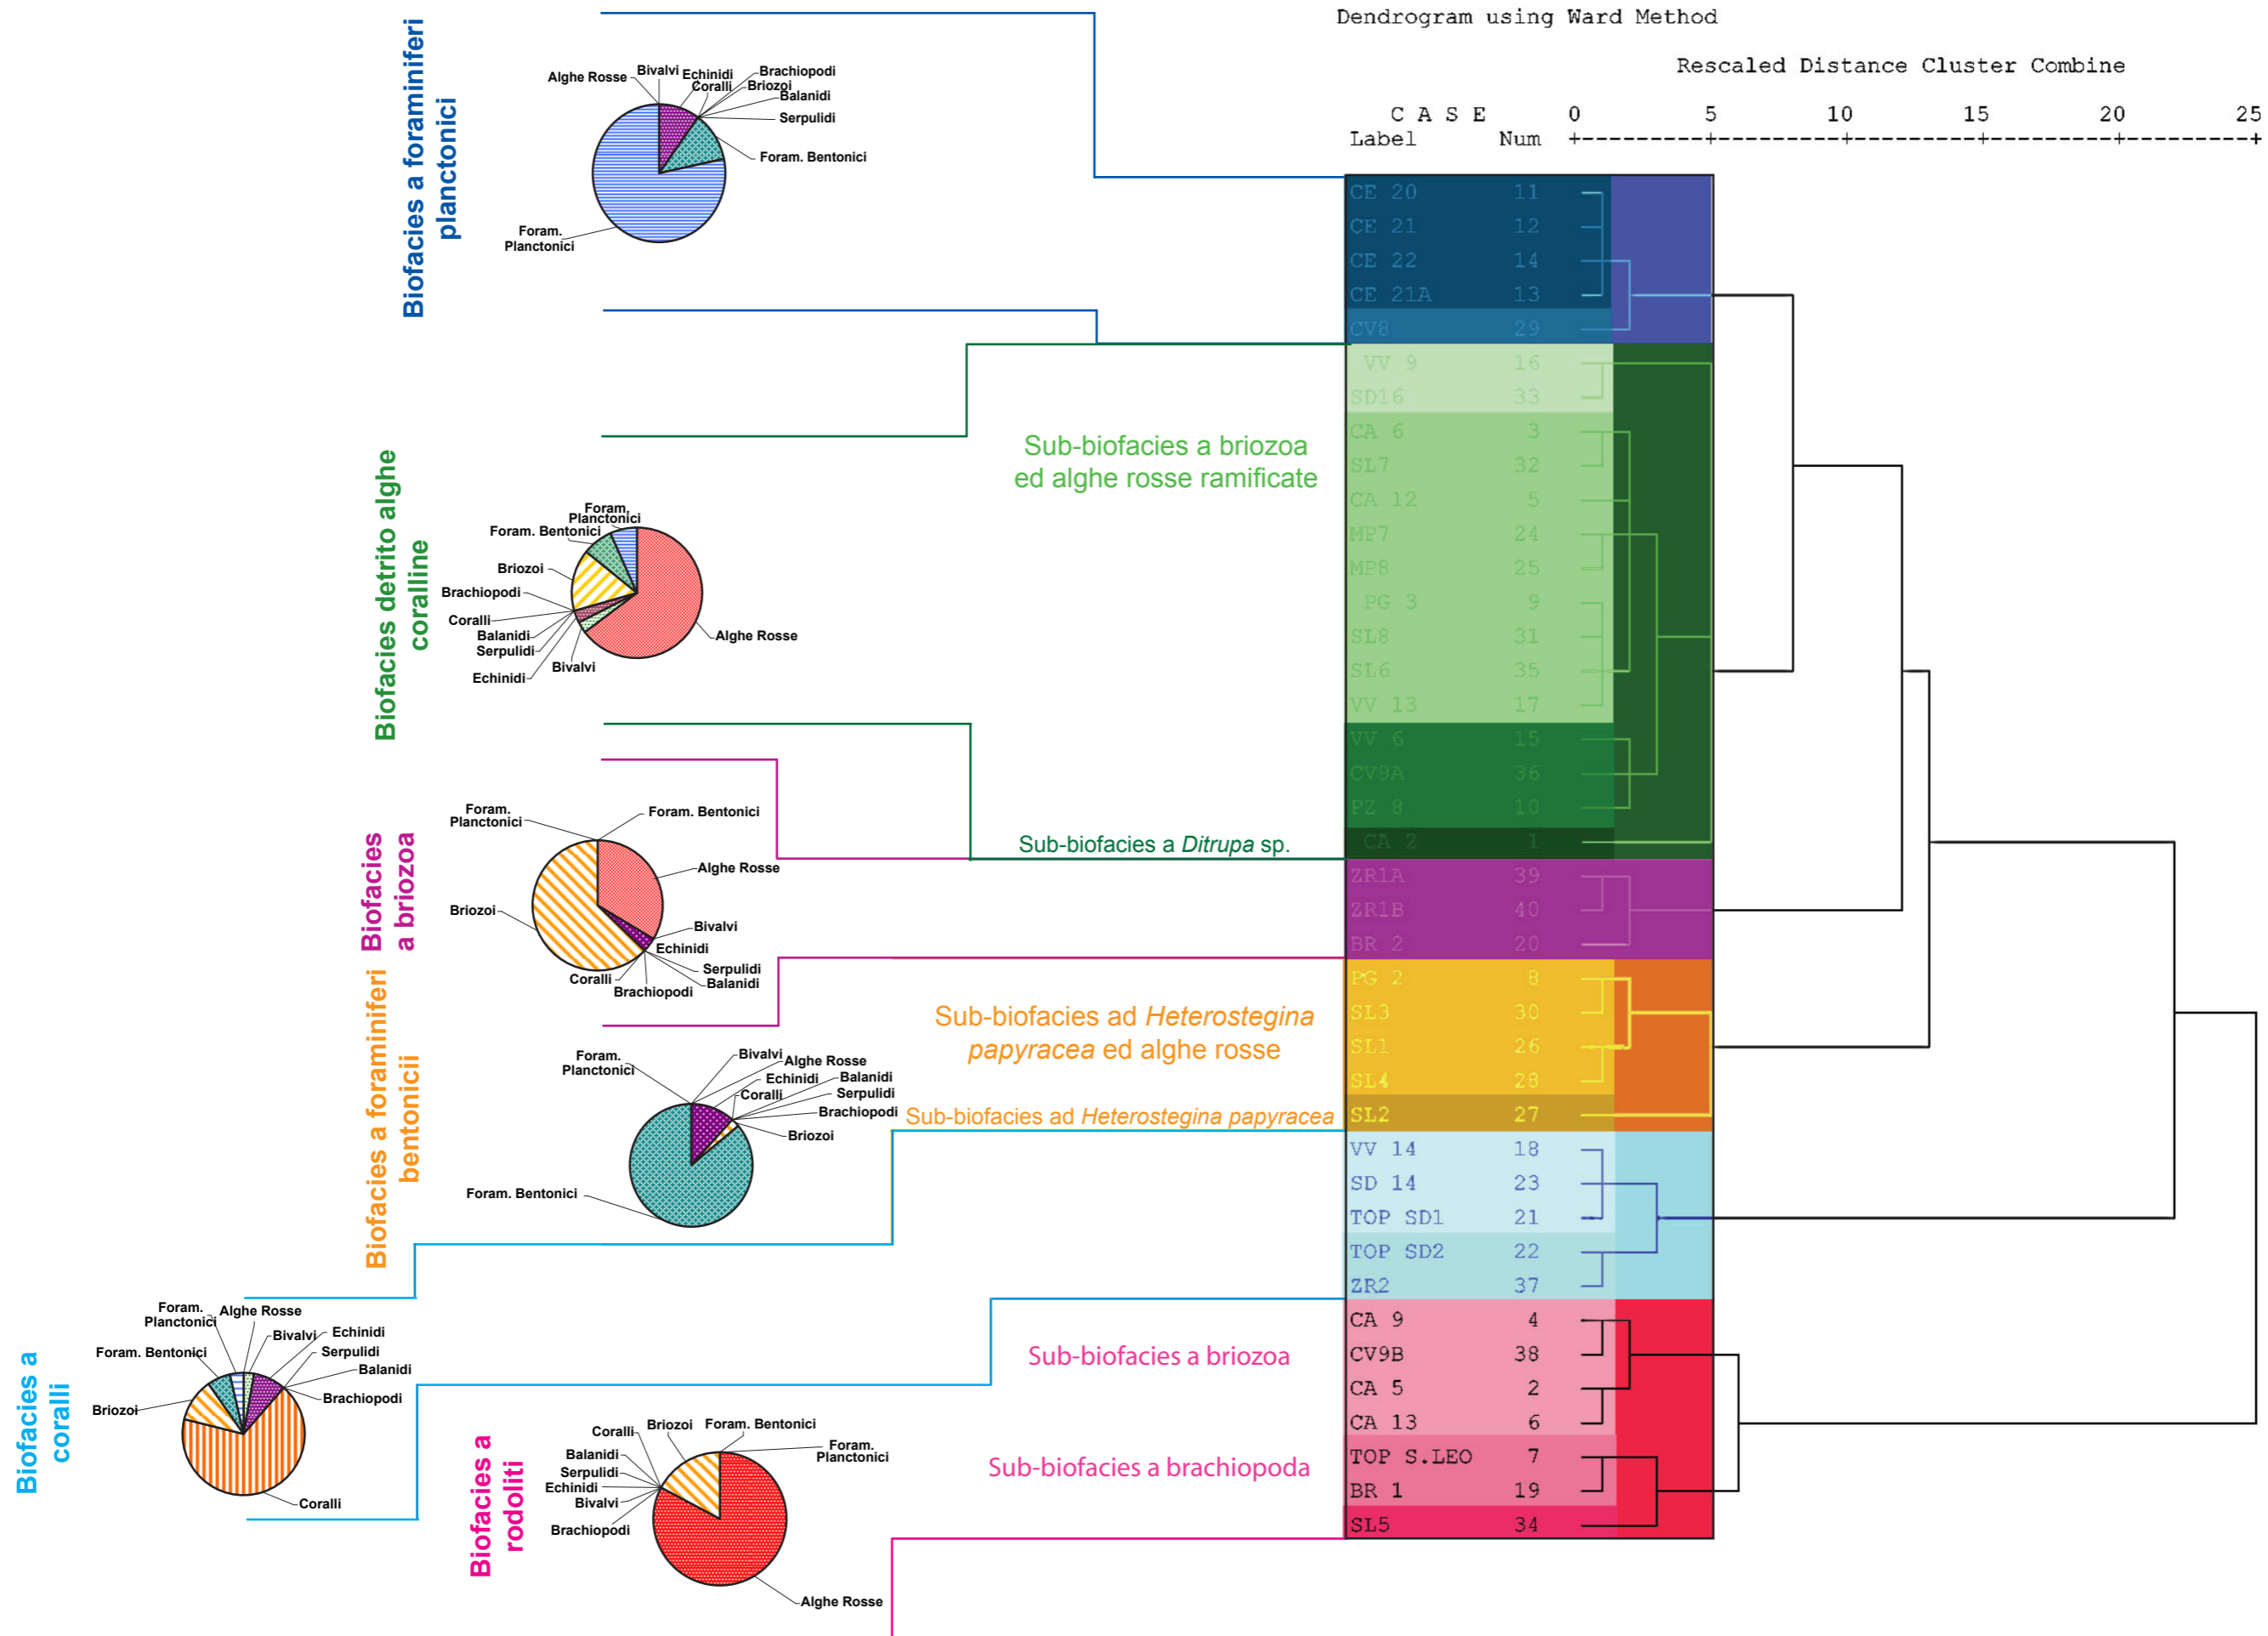 Dendrogram using Ward Method
Rescaled Distance Cluster Combine
C A S E 0 5 10 15 20 25
Label Num +---------+---------+---------+---------+---------+
CE 20 11
CE 21 12
CE 22 14
CE 21A 13
CV8 29
VV 9 16
SD16 33
CA 6 3
SL7 32
CA 12 5
MP7 24
MP8 25
PG 3 9
SL8 31
SL6 35
VV 13 17
VV 6 15
CV9A 36
PZ 8 10
CA 2 1
ZR1A 39
ZR1B 40
BR 2 20
PG 2 8
SL3 30
SL1 26
SL4 28
SL2 27
VV 14 18
SD 14 23
TOP SD1 21
TOP SD2 22
ZR2 37
CA 9 4
CV9B 38
CA 5 2
CA 13 6
TOP S.LEO 7
BR 1 19
SL5 34
Biofacies a foraminiferi
planctonici
Alghe Rosse
Bivalvi
Echinidi
Coralli
Brachiopodi
Briozoi
Balanidi
Serpulidi
Foram. Bentonici
Foram.
Planctonici
Biofacies detrito alghe
coralline
Foram.
Planctonici
Foram. Bentonici
Briozoi
Brachiopodi
Coralli
Balanidi
Serpulidi
Echinidi
Bivalvi
Alghe Rosse
Sub-biofacies a briozoa
ed alghe rosse ramificate
Sub-biofacies a Ditrupa sp.
Biofacies
a briozoa
Foram.
Planctonici
Foram. Bentonici
Alghe Rosse
Briozoi
Bivalvi
Echinidi
Serpulidi
Balanidi
Coralli
Brachiopodi
Biofacies a foraminiferi
bentonicii
Foram.
Planctonici
Bivalvi
Alghe Rosse
Echinidi
Balanidi
Coralli
Serpulidi
Brachiopodi
Briozoi
Foram. Bentonici
Sub-biofacies ad Heterostegina
papyracea ed alghe rosse
Sub-biofacies ad Heterostegina papyracea
Biofacies a
coralli
Foram.
Planctonici
Alghe Rosse
Bivalvi
Echinidi
Serpulidi
Balanidi
Brachiopodi
Foram. Bentonici
Briozoi
Coralli
Biofacies a
rodoliti
Coralli
Briozoi
Foram. Bentonici
Foram.
Planctonici
Balanidi
Serpulidi
Echinidi
Bivalvi
Brachiopodi
Alghe Rosse
Sub-biofacies a briozoa
Sub-biofacies a brachiopoda